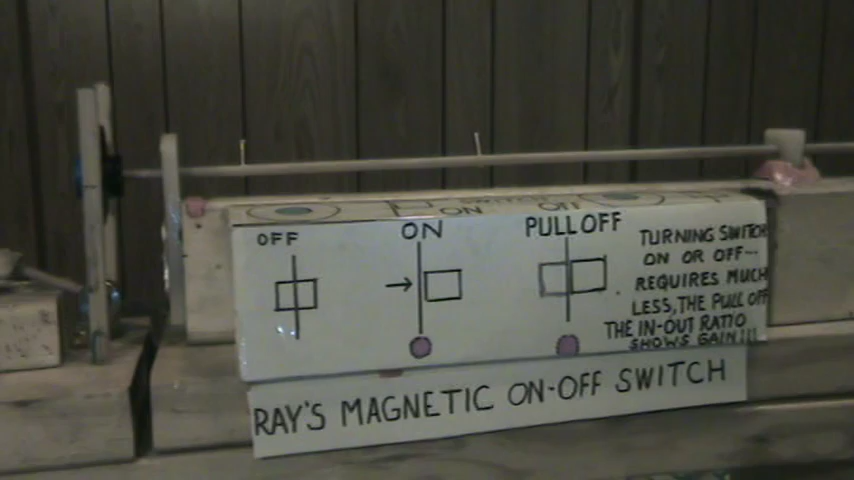 ON
OFF
ON
PULL OFF
TURNING SWITCH
ON OR OFF---
REQUIRES MUCH
LESS, THE PULL OFF
THE IN-OUT RATIO
SHOWS GAIN!!!
RAY'S MAGNETIC ON-OFF SWITCH